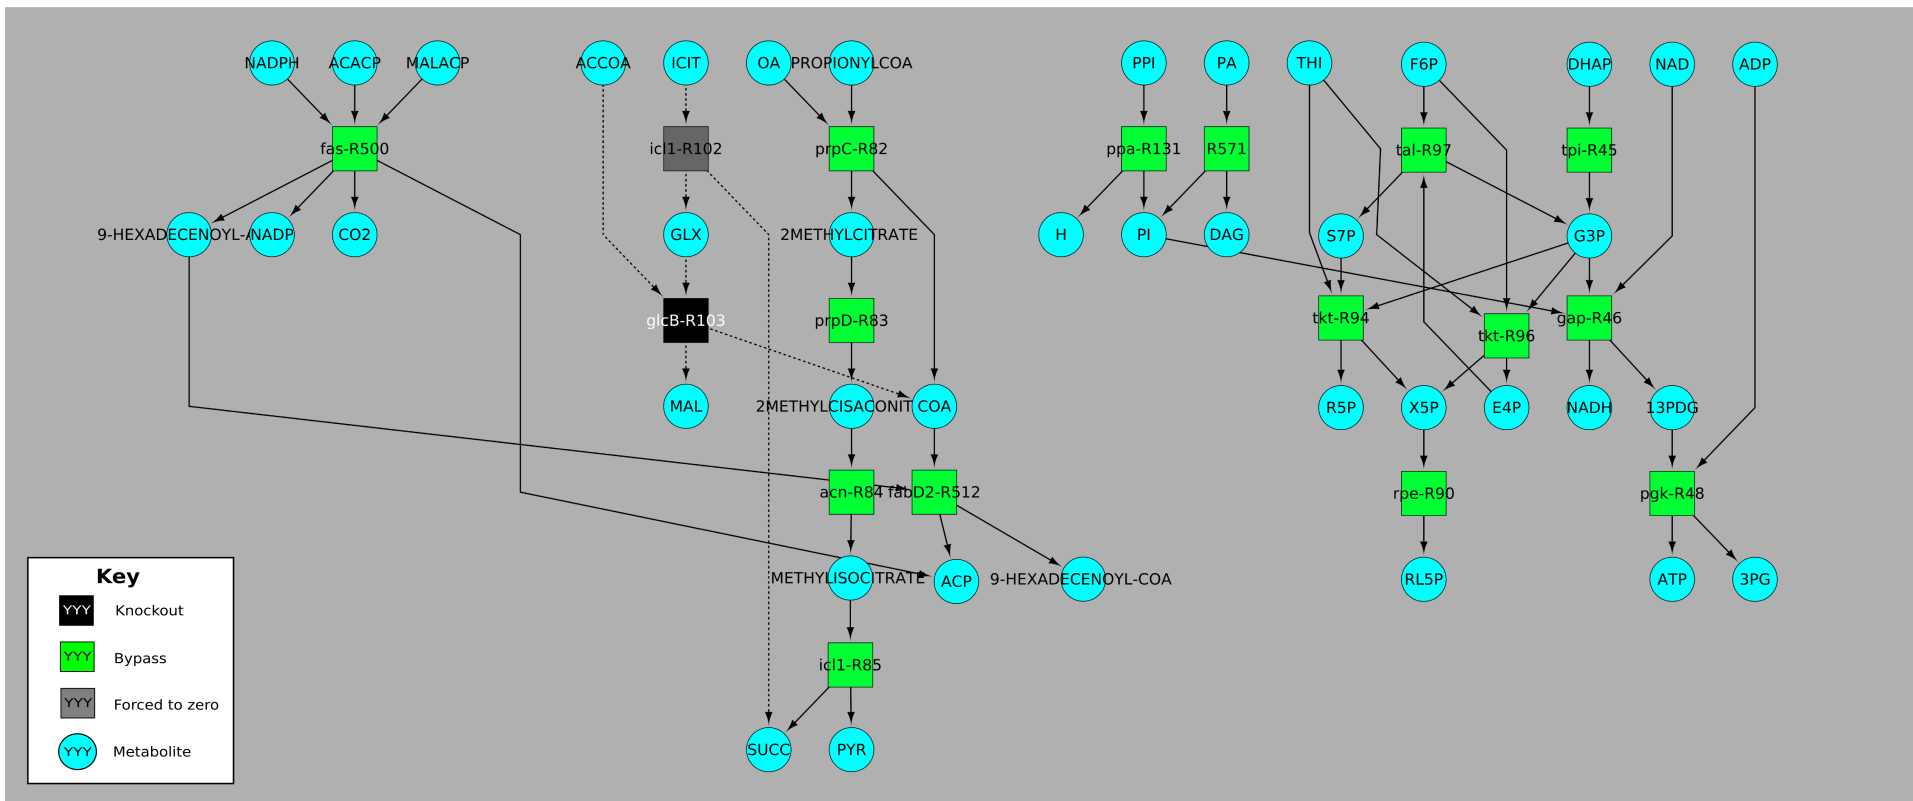 NADPH ACACP MALACP ACCOA ICIT OA PROPIONYLCOA PPI PA THI F6P DHAP NAD ADP
fas-R500 icl1-R102 prpC-R82 ppa-R131 R571 tal-R97 tpi-R45
9-HEXADECENOYL-A NADP CO2 GLX 2METHYLCITRATE H PI DAG S7P G3P
glcB-R103 prpD-R83 tkt-R94 tkt-R96 gap-R46
MAL 2METHYLCISACONIT COA R5P X5P E4P NADH 13PDG
acn-R84 fabD2-R512 rpe-R90 pgk-R48
METHYLISOCITRATE ACP 9-HEXADECENOYL-COA RL5P ATP 3PG
icl1-R85
SUCC PYR
Key
YYY Knockout
YYY Bypass
YYY Forced to zero
YYY Metabolite